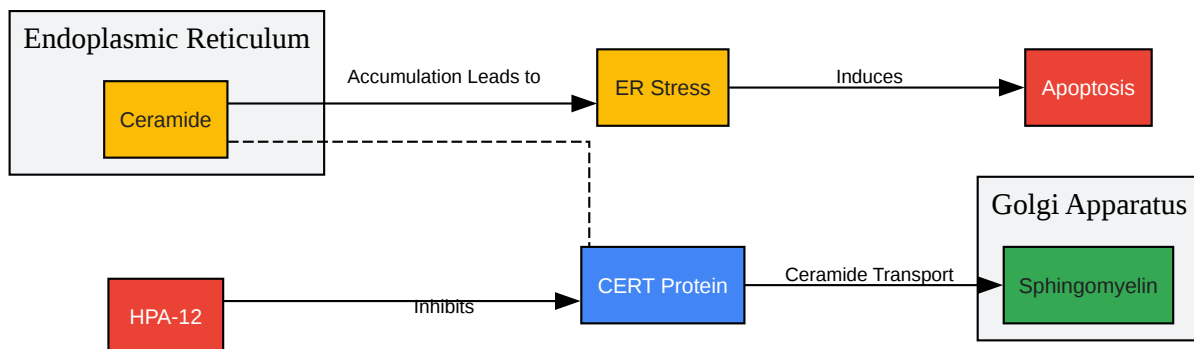 Endoplasmic Reticulum
Ceramide
Accumulation Leads to
ER Stress
Induces
Apoptosis
HPA-12
Inhibits
CERT Protein
Ceramide Transport
Golgi Apparatus
Sphingomyelin